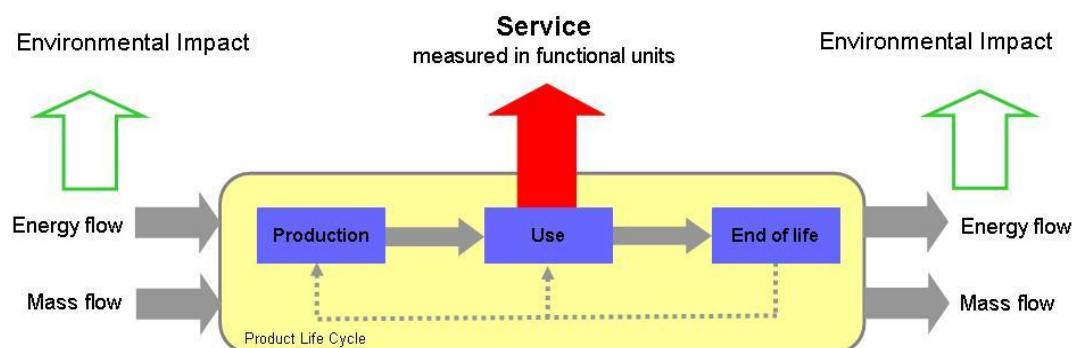 Environmental Impact
Service
measured in functional units
Environmental Impact
Energy flow
Production
Use
End of life
Energy flow
Mass flow
Mass flow
Product Life Cycle